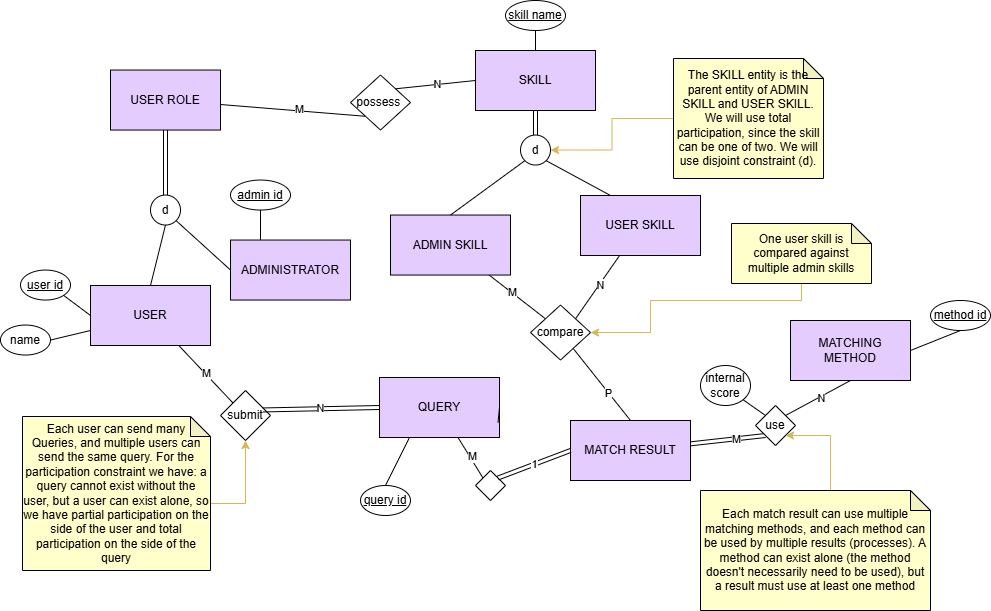 skill name
SKILL
USER ROLE
possess
N
M
The SKILL entity is the
parent entity of ADMIN
SKILL and USER SKILL.
We will use total
participation, since the skill
can be one of two. We will
use disjoint constraint (d).
d
d
admin id
ADMINISTRATOR
ADMIN SKILL
USER SKILL
One user skill is
compared against
multiple admin skills
user id
name
USER
M
N
compare
P
method id
MATCHING
METHOD
internal
score
N
use
M
M
submit
N
QUERY
M
1
MATCH RESULT
query id
Each user can send many
Queries, and multiple users can
send the same query. For the
participation constraint we have: a
query cannot exist without the
user, but a user can exist alone, so
we have partial participation on the
side of the user and total
participation on the side of the
query
Each match result can use multiple
matching methods, and each method can
be used by multiple results (processes). A
method can exist alone (the method
doesn't necessarily need to be used), but
a result must use at least one method